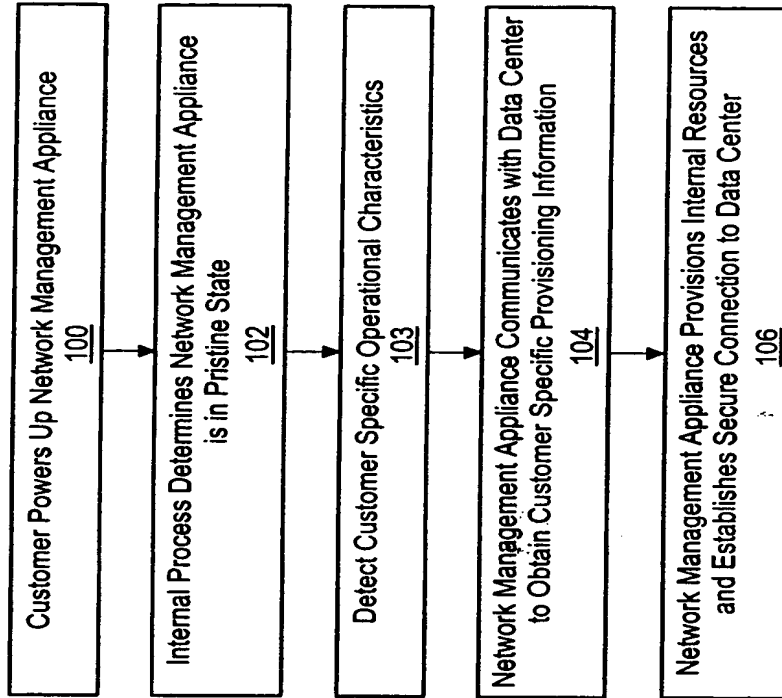 Customer Powers Up Network Management Appliance
100
Internal Process Determines Network Management Appliance
is in Pristine State
102
Detect Customer Specific Operational Characteristics
103
Network Management Appliance Communicates with Data Center
to Obtain Customer Specific Provisioning Information
104
Network Management Appliance Provisions Internal Resources
and Establishes Secure Connection to Data Center
106